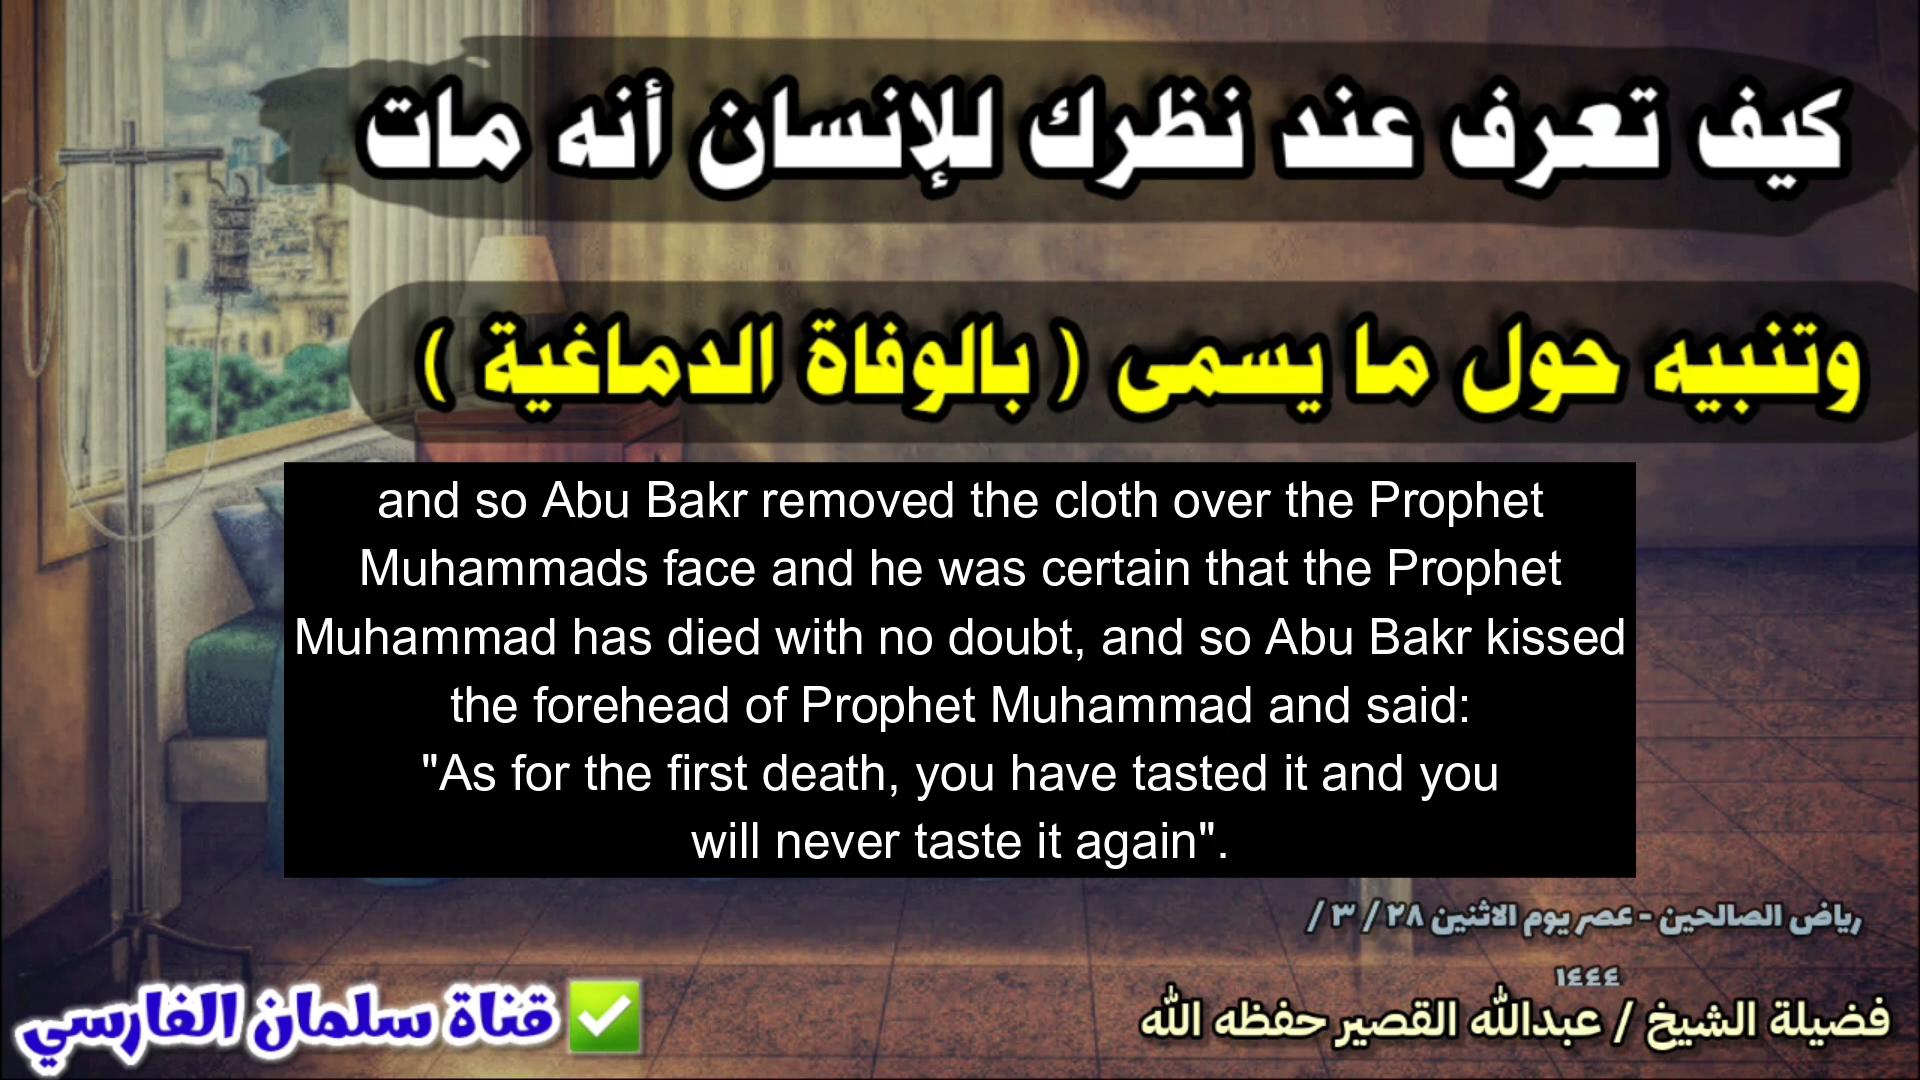 كيف تعرف عند نظرك للإنسان أنه مات
وتنبيه حول ما يسمى ( بالوفاة الدماغية )
and so Abu Bakr removed the cloth over the Prophet
Muhammads face and he was certain that the Prophet
Muhammad has died with no doubt, and so Abu Bakr kissed
the forehead of Prophet Muhammad and said:
"As for the first death, you have tasted it and you
will never taste it again".
رياض الصالحين - عصر يوم الاثنين ٢٨ / ٣ /
١٤٤٤
فضيلة الشيخ / عبدالله القصير حفظه الله
قناة سلمان الفارسي